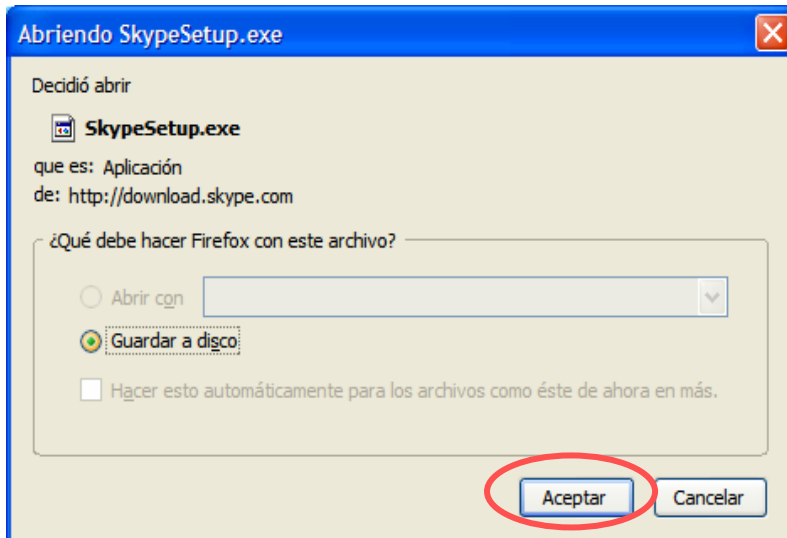 Abriendo SkypeSetup.exe
Decidió abrir
SkypeSetup.exe
que es: Aplicación
de: http://download.skype.com
¿Qué debe hacer Firefox con este archivo?
Abrir con
Guardar a disco
Hacer esto automáticamente para los archivos como éste de ahora en más.
Aceptar Cancelar